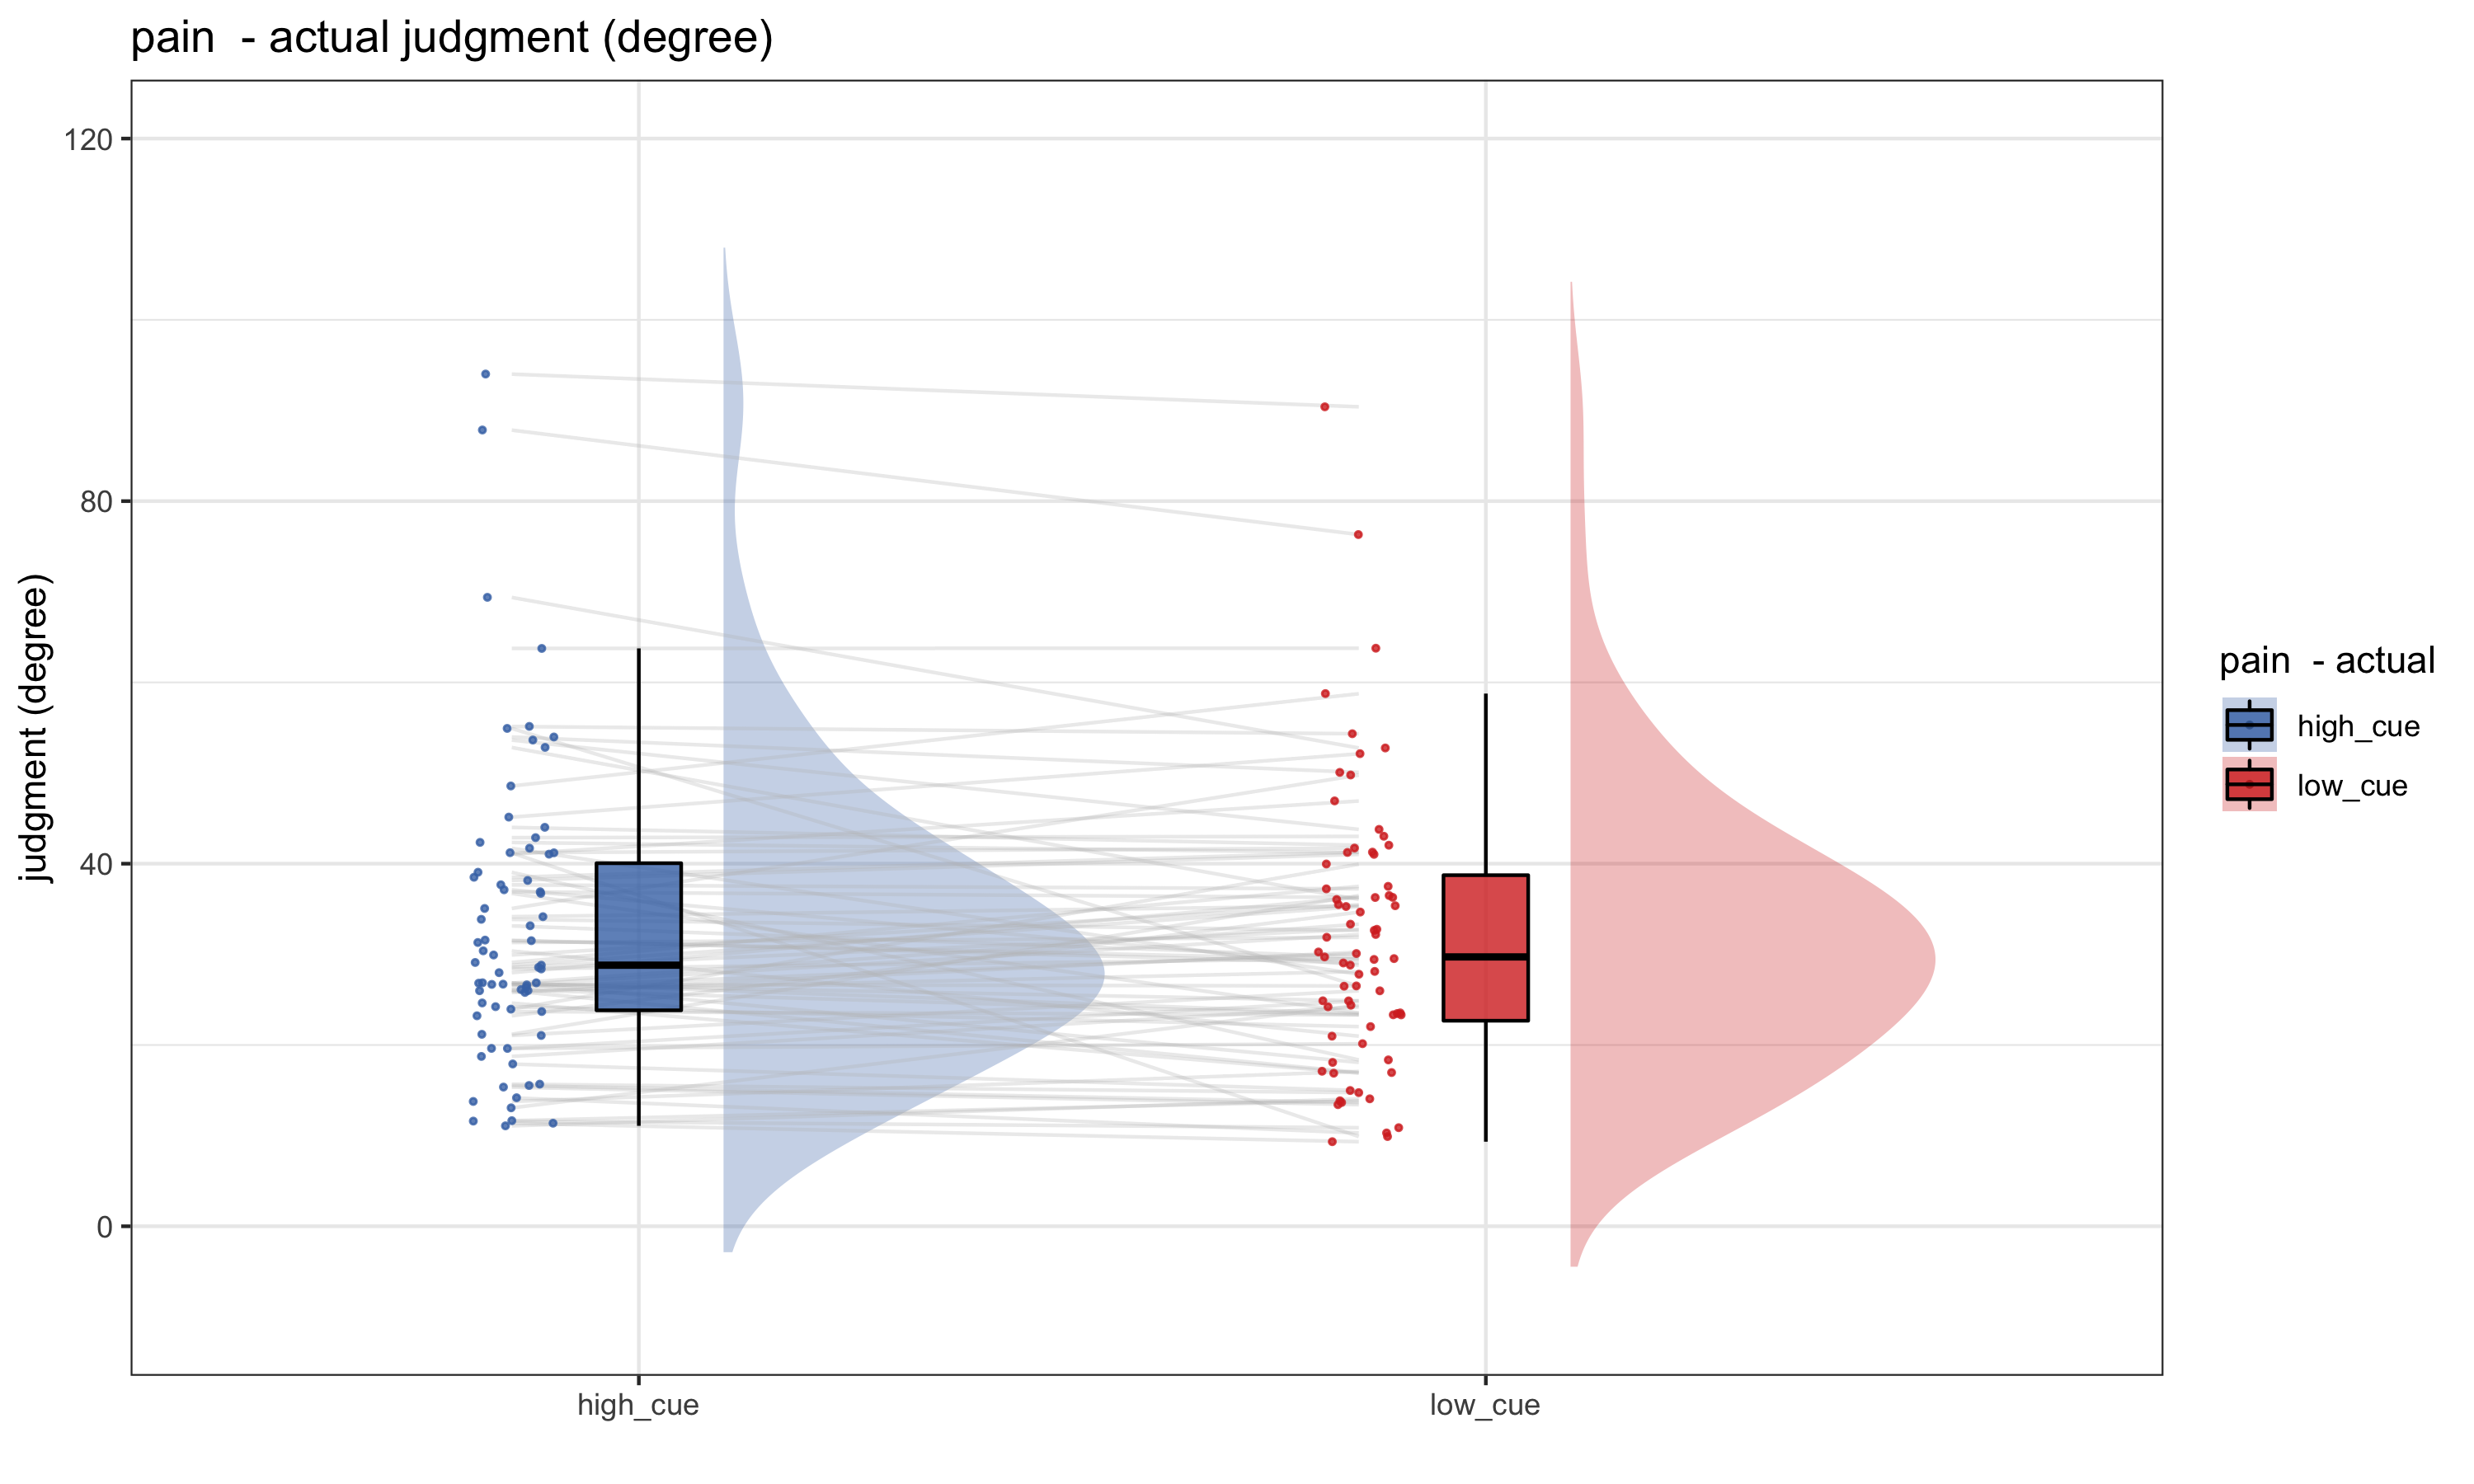 pain  - actual judgment (degree)
judgment (degree)
120
80
40
0
high_cue
low_cue
pain  - actual
high_cue
low_cue